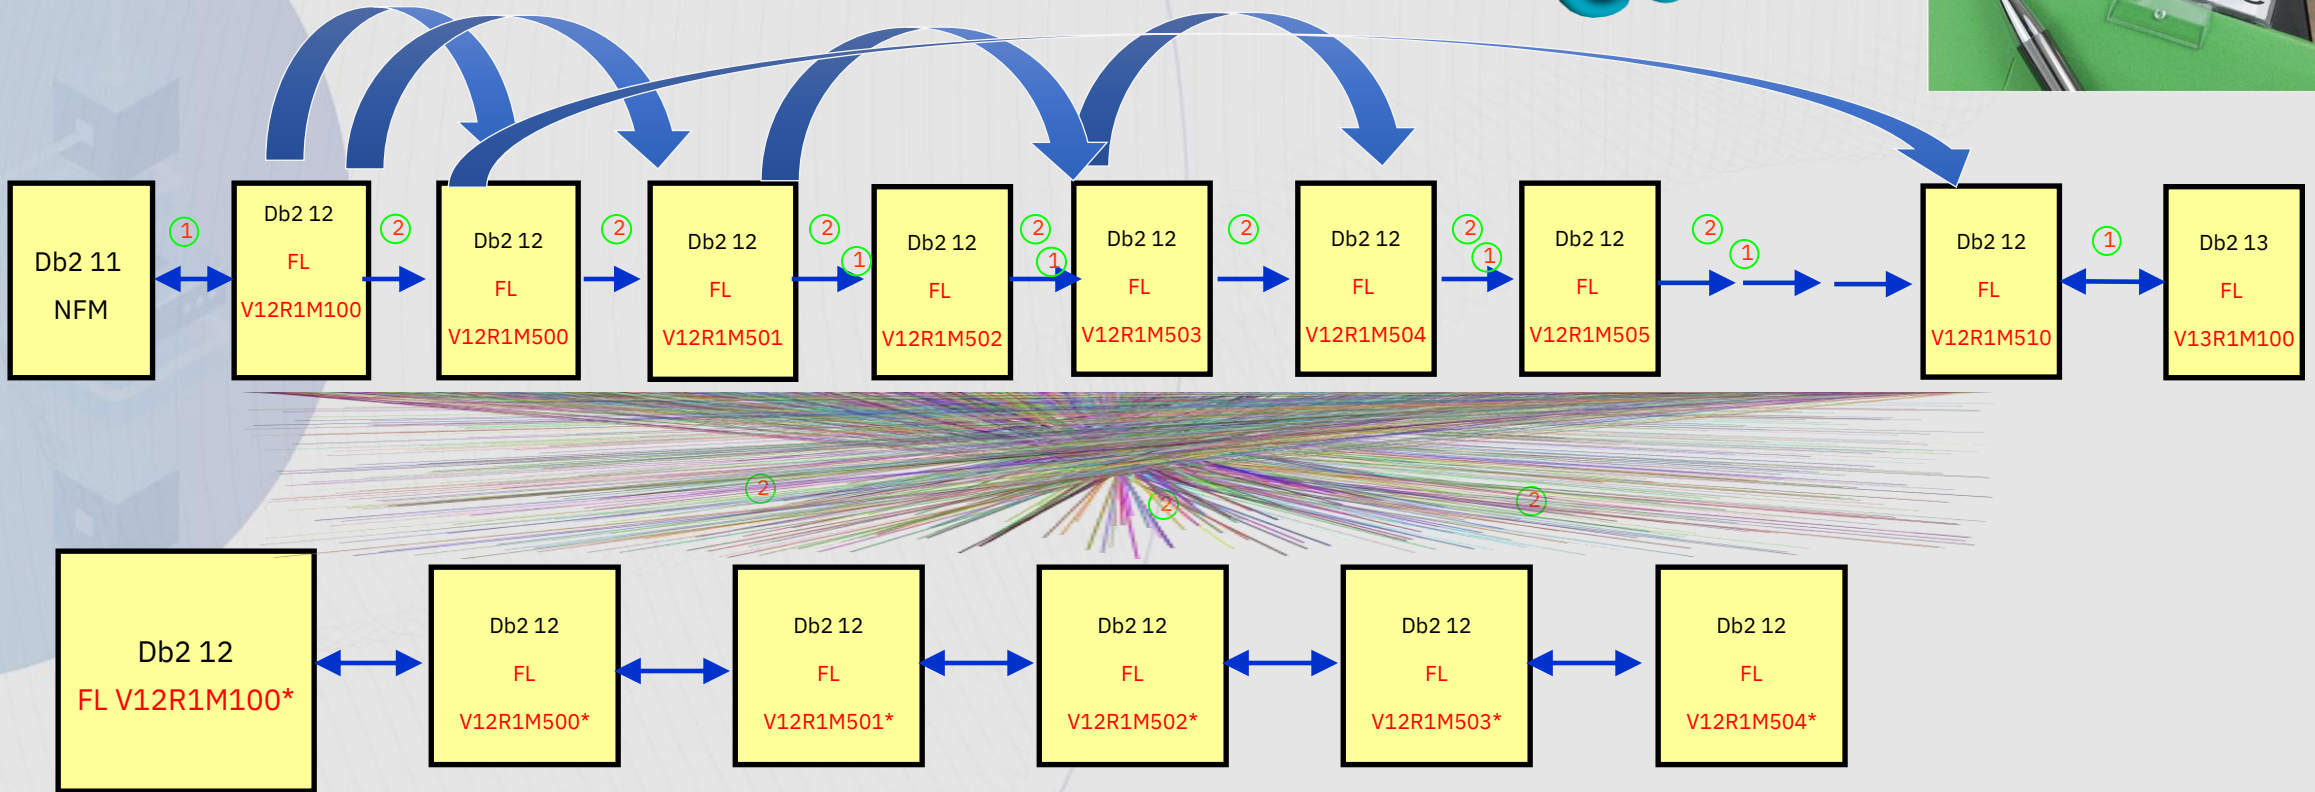 Db2 11
NFM
1
Db2 12
FL
V12R1M100
2
Db2 12
FL
V12R1M500
2
Db2 12
FL
V12R1M501
2
1
Db2 12
FL
V12R1M502
2
1
Db2 12
FL
V12R1M503
2
Db2 12
FL
V12R1M504
2
1
Db2 12
FL
V12R1M505
2
1
Db2 12
FL
V12R1M510
1
Db2 13
FL
V13R1M100
2
2
2
Db2 12
FL V12R1M100*
Db2 12
FL
V12R1M500*
Db2 12
FL
V12R1M501*
Db2 12
FL
V12R1M502*
Db2 12
FL
V12R1M503*
Db2 12
FL
V12R1M504*